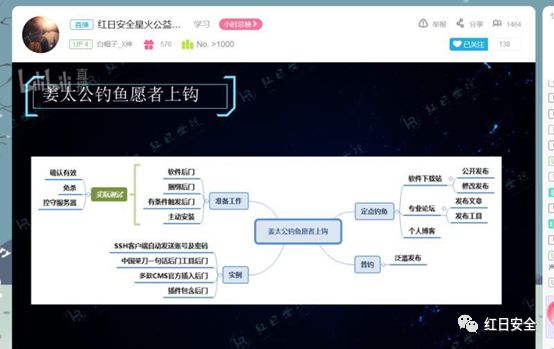 直播 红日安全星火公益... 学习 小时总榜
举报 分享 1464
UP 4 白帽子_X神 576 No. >1000
已关注 138
姜太公钓鱼愿者上钩
确认有效
免杀
控守服务器
实际测试
软件后门
捆绑后门
有条件触发后门
主动安装
准备工作
SSH客户端自动发送账号及密码
中国菜刀一句话后门工具后门
多款CMS官方插入后门
插件包含后门
实例
姜太公钓鱼愿者上钩
定点钓鱼
软件下载站
公开发布
修改发布
专业论坛
发布文章
发布工具
个人博客
普钓
泛滥发布
红日安全